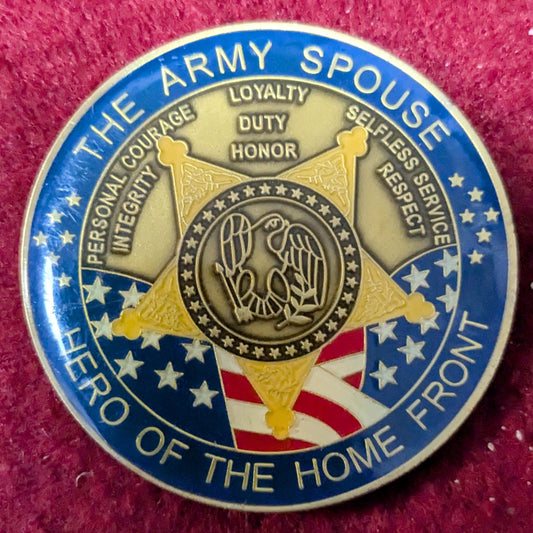 THE ARMY SPOUSE
PERSONAL COURAGE
INTEGRITY
LOYALTY
DUTY
HONOR
SELFLESS SERVICE
RESPECT
HERO OF THE HOME FRONT